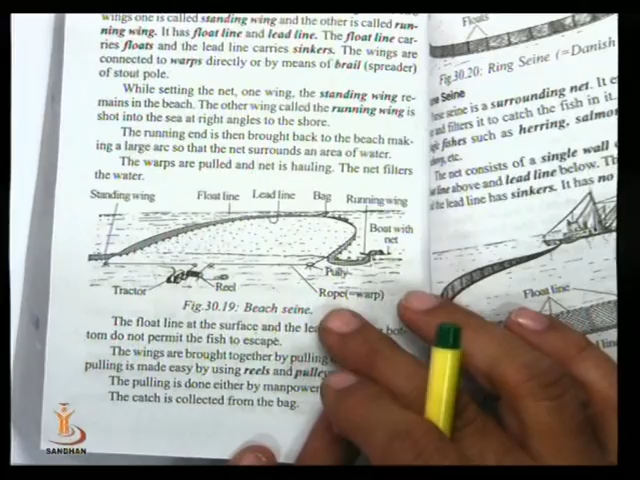 wings one is called standing wing and the other is called run-
ning wing. It has float line and lead line. The float line car-
ries floats and the lead line carries sinkers. The wings are
connected to warps directly or by means of brail (spreader)
of stout pole.
While setting the net, one wing, the standing wing re-
mains in the beach. The other wing called the running wing is
shot into the sea at right angles to the shore.
The running end is then brought back to the beach mak-
ing a large arc so that the net surrounds an area of water.
The warps are pulled and net is hauling. The net filters
the water.
Standing wing Float line Lead line Bag Running wing
Boat with
net
Pully
Tractor Reel Rope(=warp)
Fig.30.19: Beach seine.
The float line at the surface and the bot-
tom do not permit the fish to escape.
The wings are brought together by pulling
pulling is made easy by using reels and
The pulling is done either by manpower
The catch is collected from the bag.
SANDHAN
Floats
Fig.30.20: Ring Seine (=Danish
Seine
seine is a surrounding net. It
and filters it to catch the fish in it.
fishes such as herring, salmo
etc.
The net consists of a single wall
line above and lead line below. Th
the lead line has sinkers. It has no
Float line